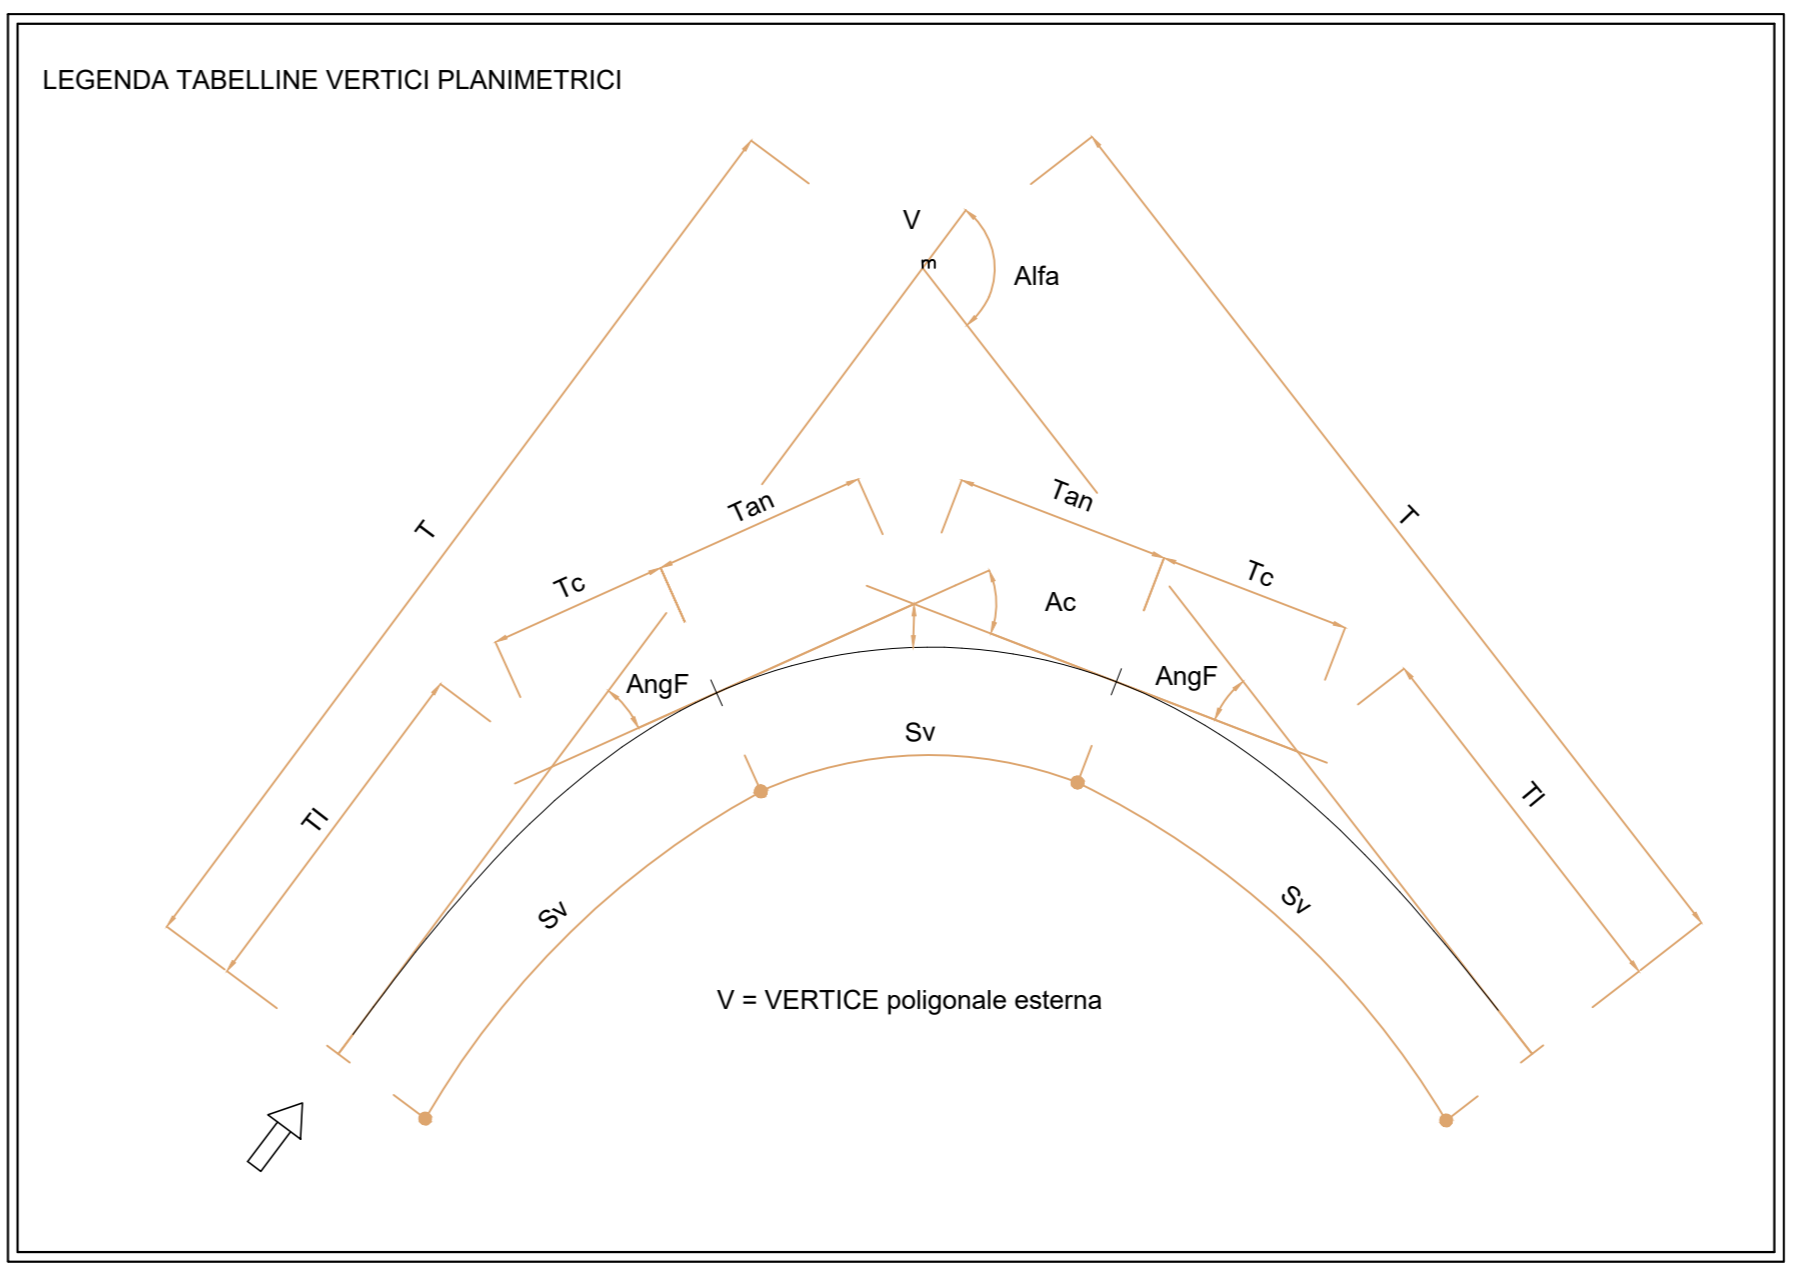 LEGENDA TABELLINE VERTICI PLANIMETRICI
V
m
Alfa
T
T
Tan
Tan
Tc
Tc
Ac
AngF
AngF
Sv
Tl
Tl
Sv
Sv
V = VERTICE poligonale esterna